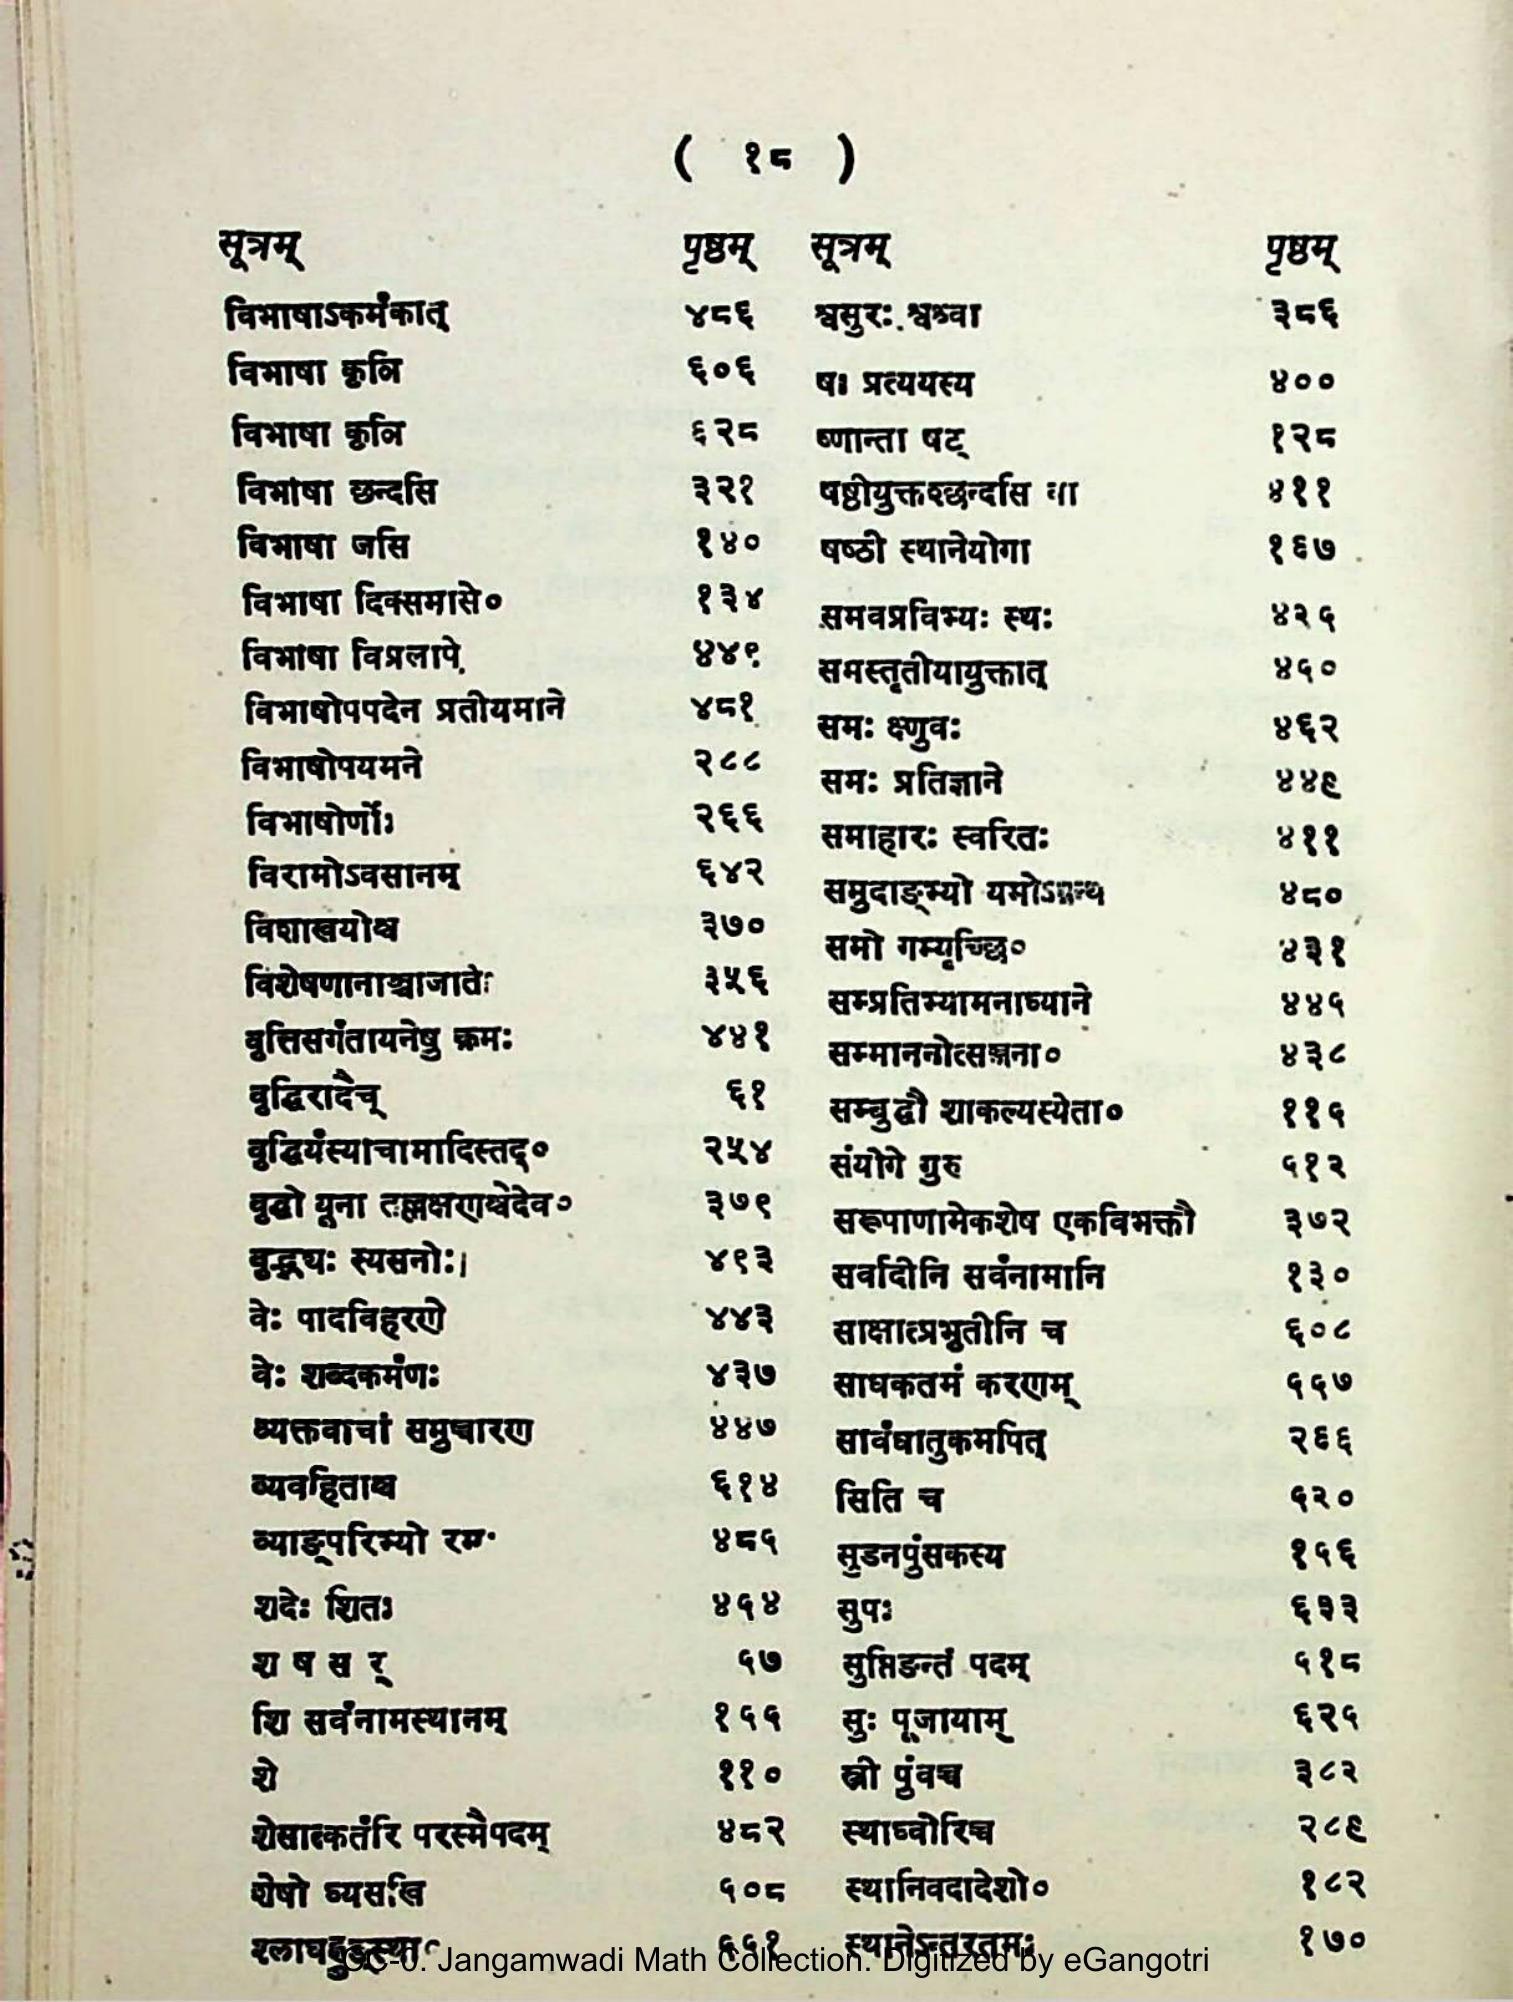 ( १८ )
सूत्रम् पृष्ठम् सूत्रम् पृष्ठम्
विभाषाऽकर्मकात् ४८६ श्वसुरः श्वश्र्वा ३८६
विभाषा कृञि ६०६ षः प्रत्ययस्य ४००
विभाषा कृञि ६२८ ष्णान्ता षट् १२८
विभाषा छन्दसि ३२१ षष्ठीयुक्तश्छन्दसि वा ४११
विभाषा जसि १४० षष्ठी स्थानेयोगा १६७
विभाषा दिक्समासे० १३४ समवप्रविभ्यः स्थः ४२५
विभाषा विप्रलापे ४४९ समस्तृतीयायुक्तात् ४५०
विभाषोपपदेन प्रतीयमाने ४८१ समः क्ष्णुवः ४६२
विभाषोपयमने २८८ समः प्रतिज्ञाने ४४९
विभाषोर्णोः २६६ समाहारः स्वरितः ४११
विरामोऽवसानम् ६४२ समुदाङ्भ्यो यमोऽग्रन्थ ४८०
विशाखयोश्च ३७० समो गम्यृच्छि० ४३१
विशेषणानाञ्चाजातेः ३५६ सम्प्रतिभ्यामनाध्याने ४४५
वृत्तिसर्गतायनेषु क्रमः ४४१ सम्माननोत्सञ्जना० ४३८
वृद्धिरादैच् ६१ सम्बुद्धौ शाकल्यस्येता० ११५
वृद्धिर्यस्याचामादिस्तद्० २५४ संयोगे गुरु ५१२
वृद्धो यूना तल्लक्षणश्चेदेव० ३७९ सरूपाणामेकशेष एकविभक्तौ ३७२
वृद्भ्यः स्यसनोः। ४९३ सर्वादीनि सर्वनामानि १३०
वेः पादविहरणे ४४३ साक्षात्प्रभृतीनि च ६०८
वेः शब्दकर्मणः ४३७ साधकतमं करणम् ५५७
व्यक्तवाचां समुच्चारण ४४७ सार्वधातुकमपित् २६६
व्यवहिताश्च ६१४ सिति च ५२०
व्याङ्परिभ्यो रमः ४८५ सुडनपुंसकस्य १५६
शदेः शितः ४५४ सुपः ६३३
श ष स र् ५७ सुप्तिङन्तं पदम् ५१८
शि सर्वनामस्थानम् १५५ सुः पूजायाम् ६२५
शे ११० स्त्री पुंवच्च ३८२
शेसात्कर्तरि परस्मैपदम् ४८२ स्थाघ्वोरिच्च २८९
शेषो घ्यसखि ५०८ स्थानिवदादेशो० १८२
श्लाघह्नुङ्स्था० ५५१ स्थानेऽन्तरतमः १७०
CC-0. Jangamwadi Math Collection. Digitized by eGangotri